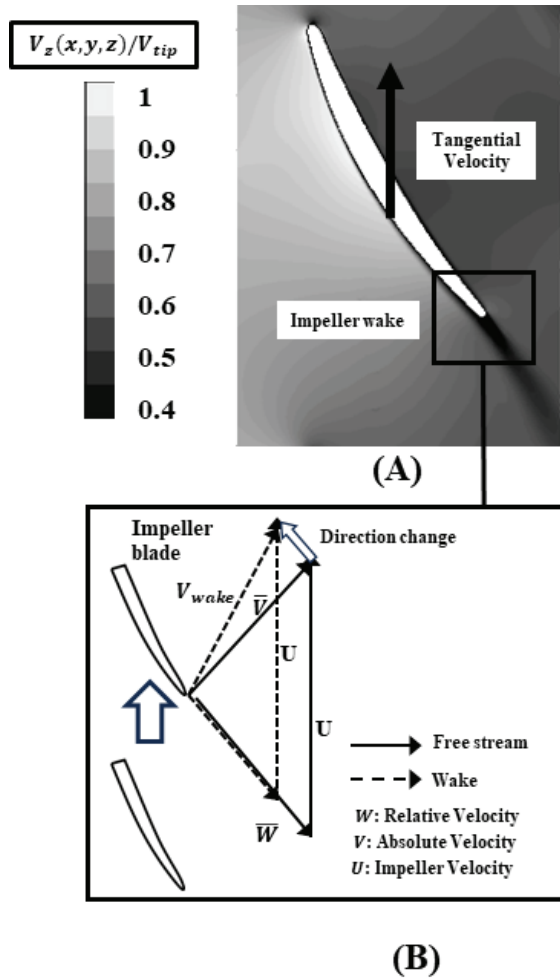 V_z(x, y, z)/V_tip
1
0.9
0.8
0.7
0.6
0.5
0.4
Tangential
Velocity
Impeller wake
(A)
Impeller
blade
Direction change
V_wake
V̅
U
U
W̅
Free stream
Wake
W: Relative Velocity
V: Absolute Velocity
U: Impeller Velocity
(B)